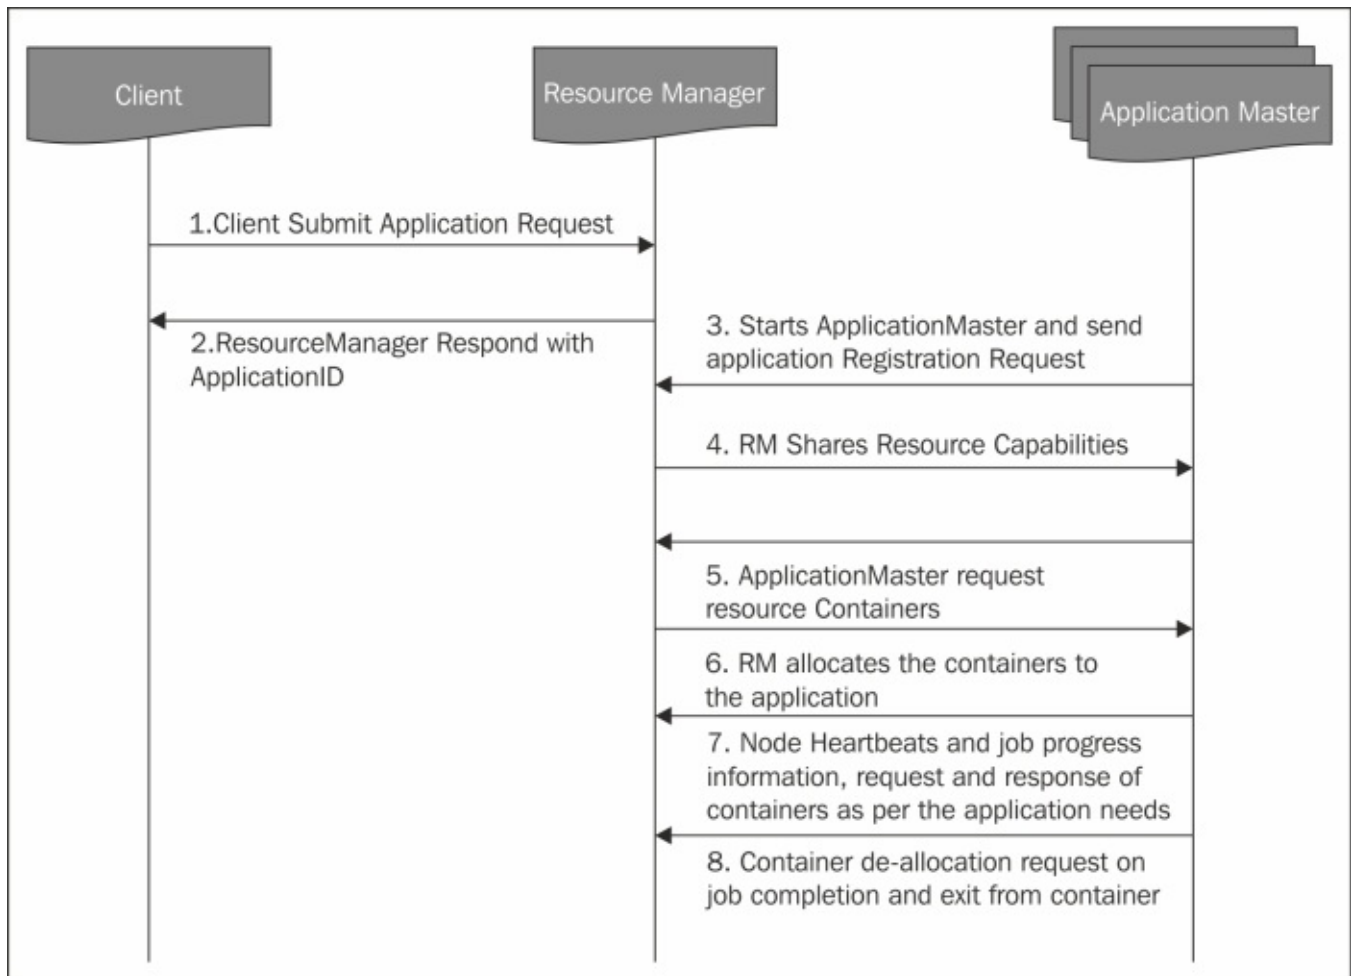 Client
Resource Manager
Application Master
1.Client Submit Application Request
2.ResourceManager Respond with
ApplicationID
3. Starts ApplicationMaster and send
application Registration Request
4. RM Shares Resource Capabilities
5. ApplicationMaster request
resource Containers
6. RM allocates the containers to
the application
7. Node Heartbeats and job progress
information, request and response of
containers as per the application needs
8. Container de-allocation request on
job completion and exit from container